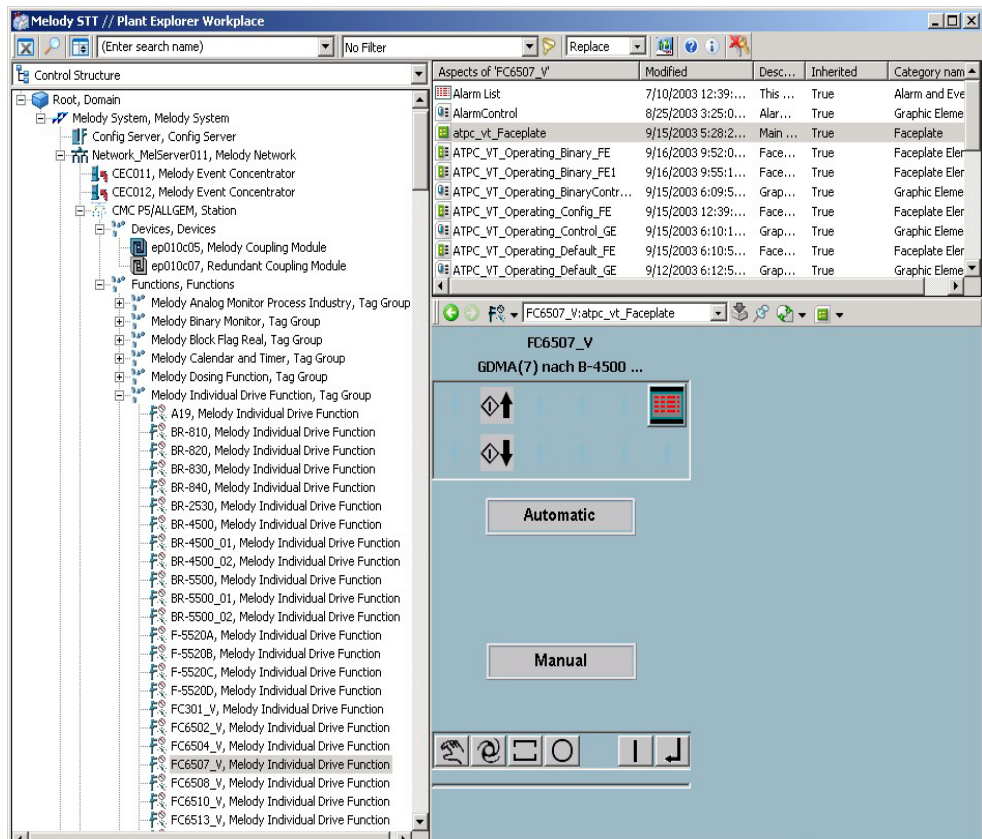 Melody STT // Plant Explorer Workplace
(Enter search name) No Filter Replace
Control Structure
Root, Domain
Melody System, Melody System
Config Server, Config Server
Network_MelServer011, Melody Network
CEC011, Melody Event Concentrator
CEC012, Melody Event Concentrator
CMC P5/ALLGEM, Station
Devices, Devices
ep010c05, Melody Coupling Module
ep010c07, Redundant Coupling Module
Functions, Functions
Melody Analog Monitor Process Industry, Tag Group
Melody Binary Monitor, Tag Group
Melody Block Flag Real, Tag Group
Melody Calendar and Timer, Tag Group
Melody Dosing Function, Tag Group
Melody Individual Drive Function, Tag Group
A19, Melody Individual Drive Function
BR-810, Melody Individual Drive Function
BR-820, Melody Individual Drive Function
BR-830, Melody Individual Drive Function
BR-840, Melody Individual Drive Function
BR-2530, Melody Individual Drive Function
BR-4500, Melody Individual Drive Function
BR-4500_01, Melody Individual Drive Function
BR-4500_02, Melody Individual Drive Function
BR-5500, Melody Individual Drive Function
BR-5500_01, Melody Individual Drive Function
BR-5500_02, Melody Individual Drive Function
F-5520A, Melody Individual Drive Function
F-5520B, Melody Individual Drive Function
F-5520C, Melody Individual Drive Function
F-5520D, Melody Individual Drive Function
FC301_V, Melody Individual Drive Function
FC6502_V, Melody Individual Drive Function
FC6504_V, Melody Individual Drive Function
FC6507_V, Melody Individual Drive Function
FC6508_V, Melody Individual Drive Function
FC6510_V, Melody Individual Drive Function
FC6513_V, Melody Individual Drive Function
Aspects of 'FC6507_V' Modified Desc... Inherited Category nam
Alarm List 7/10/2003 12:39:... This ... True Alarm and Eve
AlarmControl 8/25/2003 3:25:0... Alar... True Graphic Eleme
atpc_vt_Faceplate 9/15/2003 5:28:2... Main ... True Faceplate
ATPC_VT_Operating_Binary_FE 9/16/2003 9:52:0... Face... True Faceplate Eler
ATPC_VT_Operating_Binary_FE1 9/16/2003 9:55:1... Face... True Faceplate Eler
ATPC_VT_Operating_BinaryContr... 9/15/2003 6:09:5... Grap... True Graphic Eleme
ATPC_VT_Operating_Config_FE 9/15/2003 12:39:... Face... True Faceplate Eler
ATPC_VT_Operating_Control_GE 9/15/2003 6:10:1... Grap... True Graphic Eleme
ATPC_VT_Operating_Default_FE 9/15/2003 6:10:5... Face... True Faceplate Eler
ATPC_VT_Operating_Default_GE 9/12/2003 6:12:5... Grap... True Graphic Eleme
FC6507_V:atpc_vt_Faceplate
FC6507_V
GDMA(7) nach B-4500 ...
Automatic
Manual